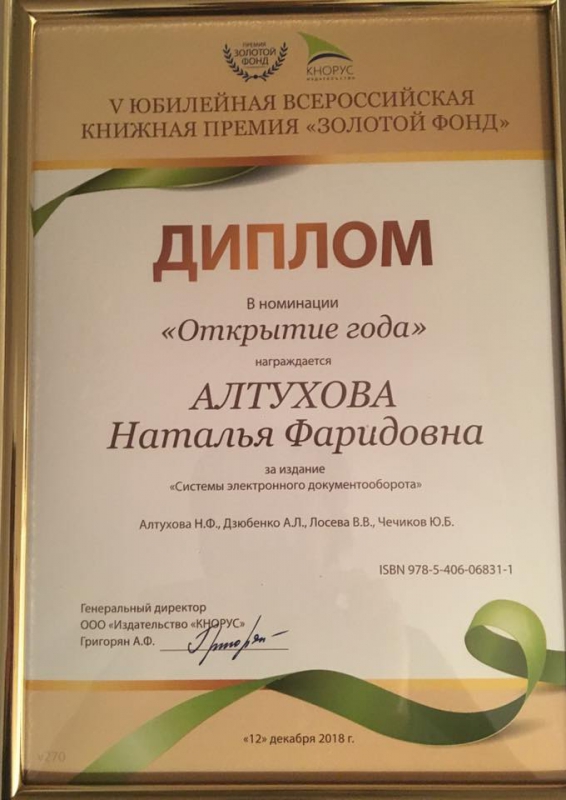 ПРЕМИЯ
ЗОЛОТОЙ
ФОНД
КНОРУС
ИЗДАТЕЛЬСТВО
V ЮБИЛЕЙНАЯ ВСЕРОССИЙСКАЯ
КНИЖНАЯ ПРЕМИЯ «ЗОЛОТОЙ ФОНД»
ДИПЛОМ
В номинации
«Открытие года»
награждается
АЛТУХОВА
Наталья Фаридовна
за издание
«Системы электронного документооборота»
Алтухова Н.Ф., Дзюбенко А.Л., Лосева В.В., Чечиков Ю.Б.
ISBN 978-5-406-06831-1
Генеральный директор
ООО «Издательство «КНОРУС»
Григорян А.Ф.
«12» декабря 2018 г.
v270